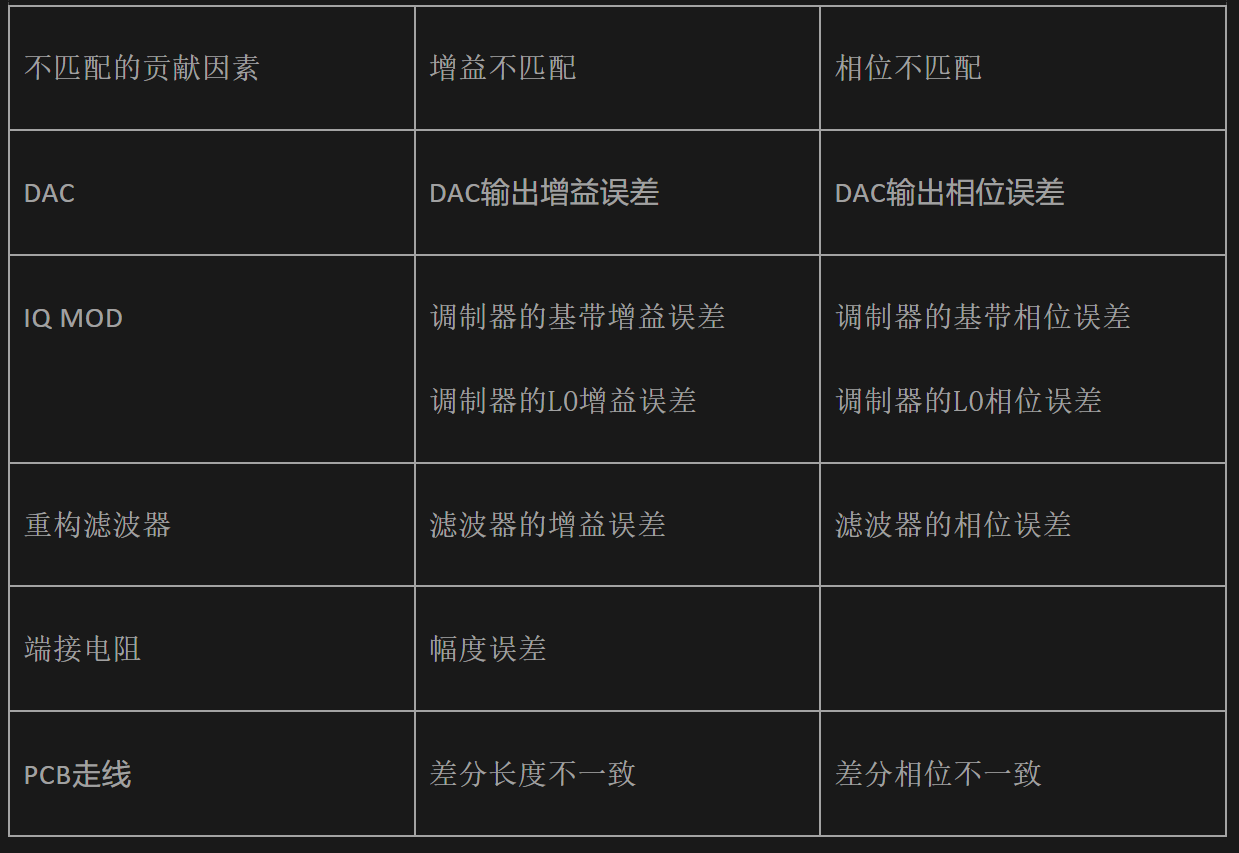 不匹配的贡献因素
增益不匹配
相位不匹配
DAC
DAC输出增益误差
DAC输出相位误差
IQ MOD
调制器的基带增益误差
调制器的LO增益误差
调制器的基带相位误差
调制器的LO相位误差
重构滤波器
滤波器的增益误差
滤波器的相位误差
端接电阻
幅度误差
PCB走线
差分长度不一致
差分相位不一致